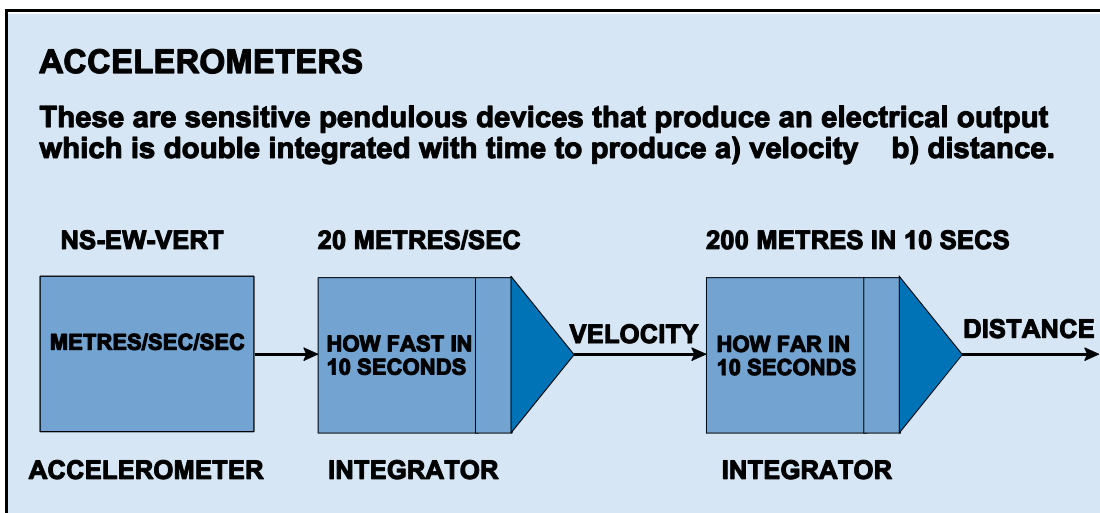 ACCELEROMETERS
These are sensitive pendulous devices that produce an electrical output
which is double integrated with time to produce a) velocity b) distance.
NS-EW-VERT
METRES/SEC/SEC
ACCELEROMETER
20 METRES/SEC
HOW FAST IN
10 SECONDS
INTEGRATOR
VELOCITY
200 METRES IN 10 SECS
HOW FAR IN
10 SECONDS
INTEGRATOR
DISTANCE